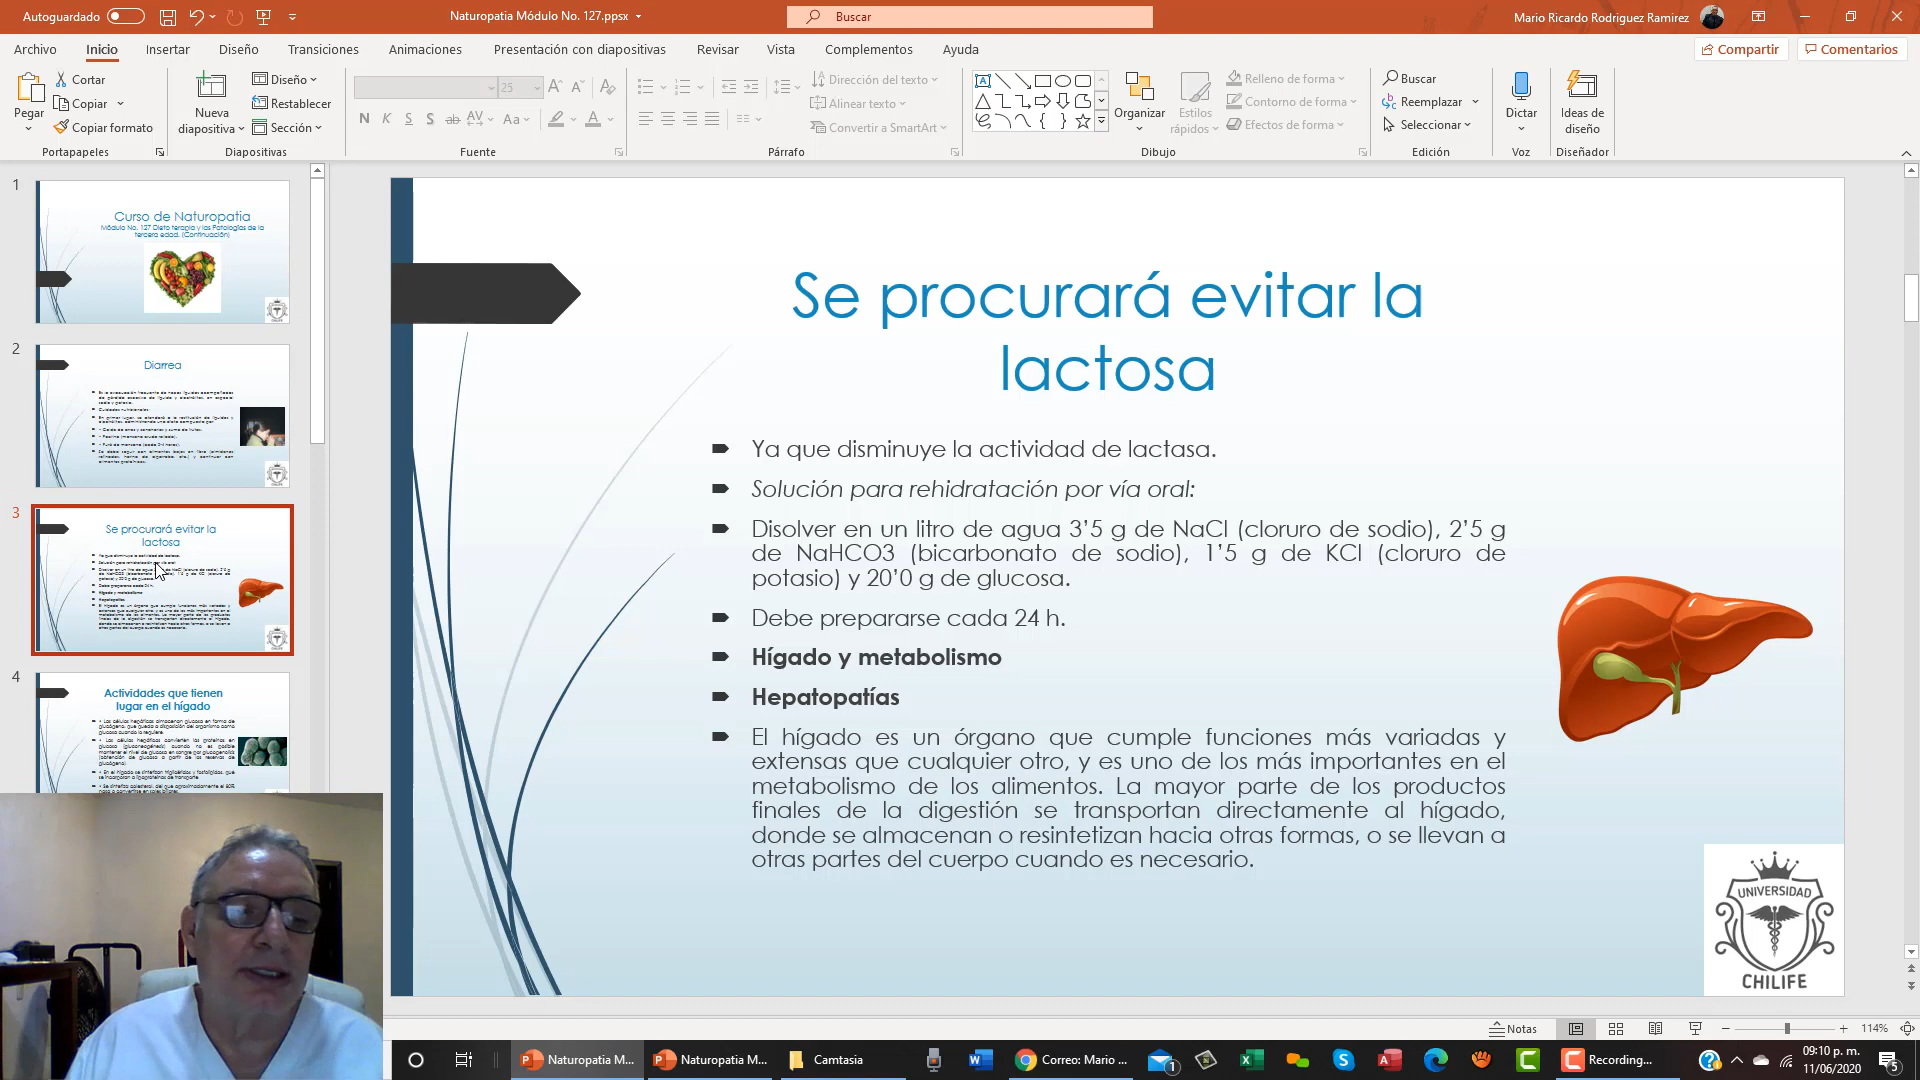 Autoguardado
Naturopatia Módulo No. 127.ppsx
Buscar
Mario Ricardo Rodriguez Ramirez
Archivo
Inicio
Insertar
Diseño
Transiciones
Animaciones
Presentación con diapositivas
Revisar
Vista
Complementos
Ayuda
Compartir
Comentarios
Pegar
Cortar
Copiar
Copiar formato
Portapapeles
Nueva
diapositiva
Diseño
Restablecer
Sección
Diapositivas
25
N K S S ab AV Aa A
Fuente
Dirección del texto
Alinear texto
Convertir a SmartArt
Párrafo
Organizar
Estilos
rápidos
Relleno de forma
Contorno de forma
Efectos de forma
Dibujo
Buscar
Reemplazar
Seleccionar
Edición
Dictar
Voz
Ideas de
diseño
Diseñador
1
Curso de Naturopatia
Módulo No. 127 Dieto terapia y las Patologías de la
tercera edad. (Continuación)
2
Diarrea
3
Se procurará evitar la
lactosa
4
Actividades que tienen
lugar en el hígado
Se procurará evitar la
lactosa
Ya que disminuye la actividad de lactasa.
Solución para rehidratación por vía oral:
Disolver en un litro de agua 3’5 g de NaCl (cloruro de sodio), 2’5 g
de NaHCO3 (bicarbonato de sodio), 1’5 g de KCl (cloruro de
potasio) y 20’0 g de glucosa.
Debe prepararse cada 24 h.
Hígado y metabolismo
Hepatopatías
El hígado es un órgano que cumple funciones más variadas y
extensas que cualquier otro, y es uno de los más importantes en el
metabolismo de los alimentos. La mayor parte de los productos
finales de la digestión se transportan directamente al hígado,
donde se almacenan o resintetizan hacia otras formas, o se llevan a
otras partes del cuerpo cuando es necesario.
UNIVERSIDAD
CHILIFE
Notas
114%
Naturopatia M...
Naturopatia M...
Camtasia
Correo: Mario ...
1
Recording...
09:10 p. m.
11/06/2020
5